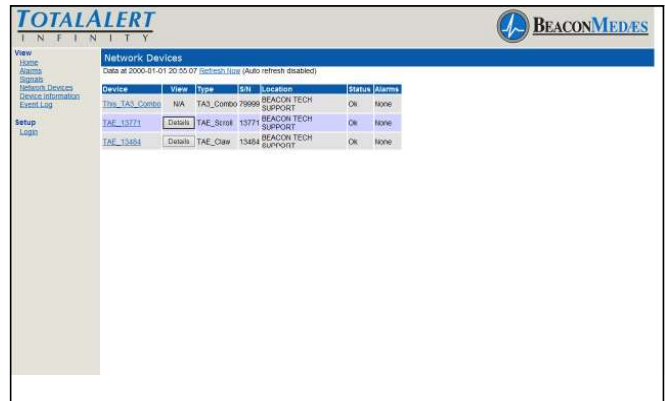 TOTALALERT
INFINITY
BEACONMEDÆS
View
Home
Alarms
Signals
Network Devices
Device Information
Event Log
Setup
Login
Network Devices
Data at 2000-01-01 20:55:07 Refresh Now (Auto refresh disabled)
Device View Type S/N Location Status Alarms
This_TA3_Combo N/A TA3_Combo 79999 BEACON TECH SUPPORT Ok None
TAE_13771 Details TAE_Scroll 13771 BEACON TECH SUPPORT Ok None
TAE_13484 Details TAE_Claw 13484 BEACON TECH SUPPORT Ok None